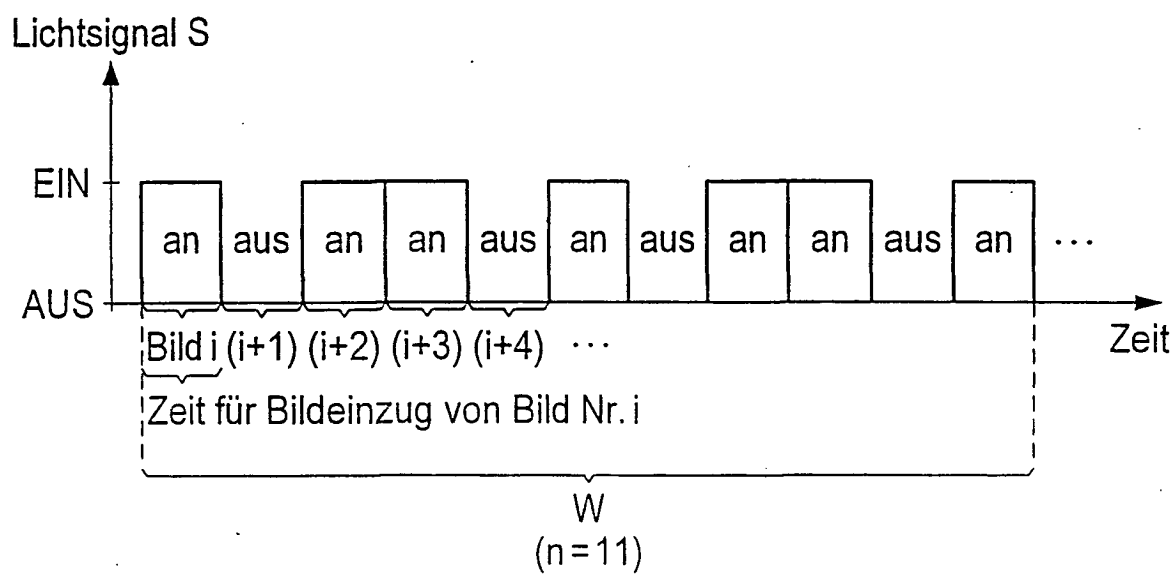 Lichtsignal S
EIN
an aus an an aus an aus an an aus an ...
AUS
Bild i (i+1) (i+2) (i+3) (i+4) ...
Zeit
Zeit für Bildeinzug von Bild Nr. i
W
(n = 11)